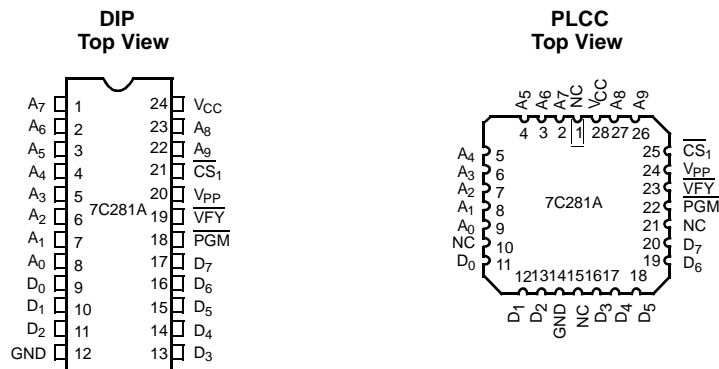 DIP
Top View
A7 1 24 VCC
A6 2 23 A8
A5 3 22 A9
A4 4 21 CS1
A3 5 20 VPP
A2 6 19 VFY
A1 7 18 PGM
A0 8 17 D7
D0 9 16 D6
D1 10 15 D5
D2 11 14 D4
GND 12 13 D3
7C281A
PLCC
Top View
A5 A6 A7 NC VCC A8 A9
4 3 2 1 28 27 26
A4 5 25 CS1
A3 6 24 VPP
A2 7 23 VFY
A1 8 7C281A 22 PGM
A0 9 21 NC
NC 10 20 D7
D0 11 19 D6
12 13 14 15 16 17 18
D1 D2 GND NC D3 D4 D5